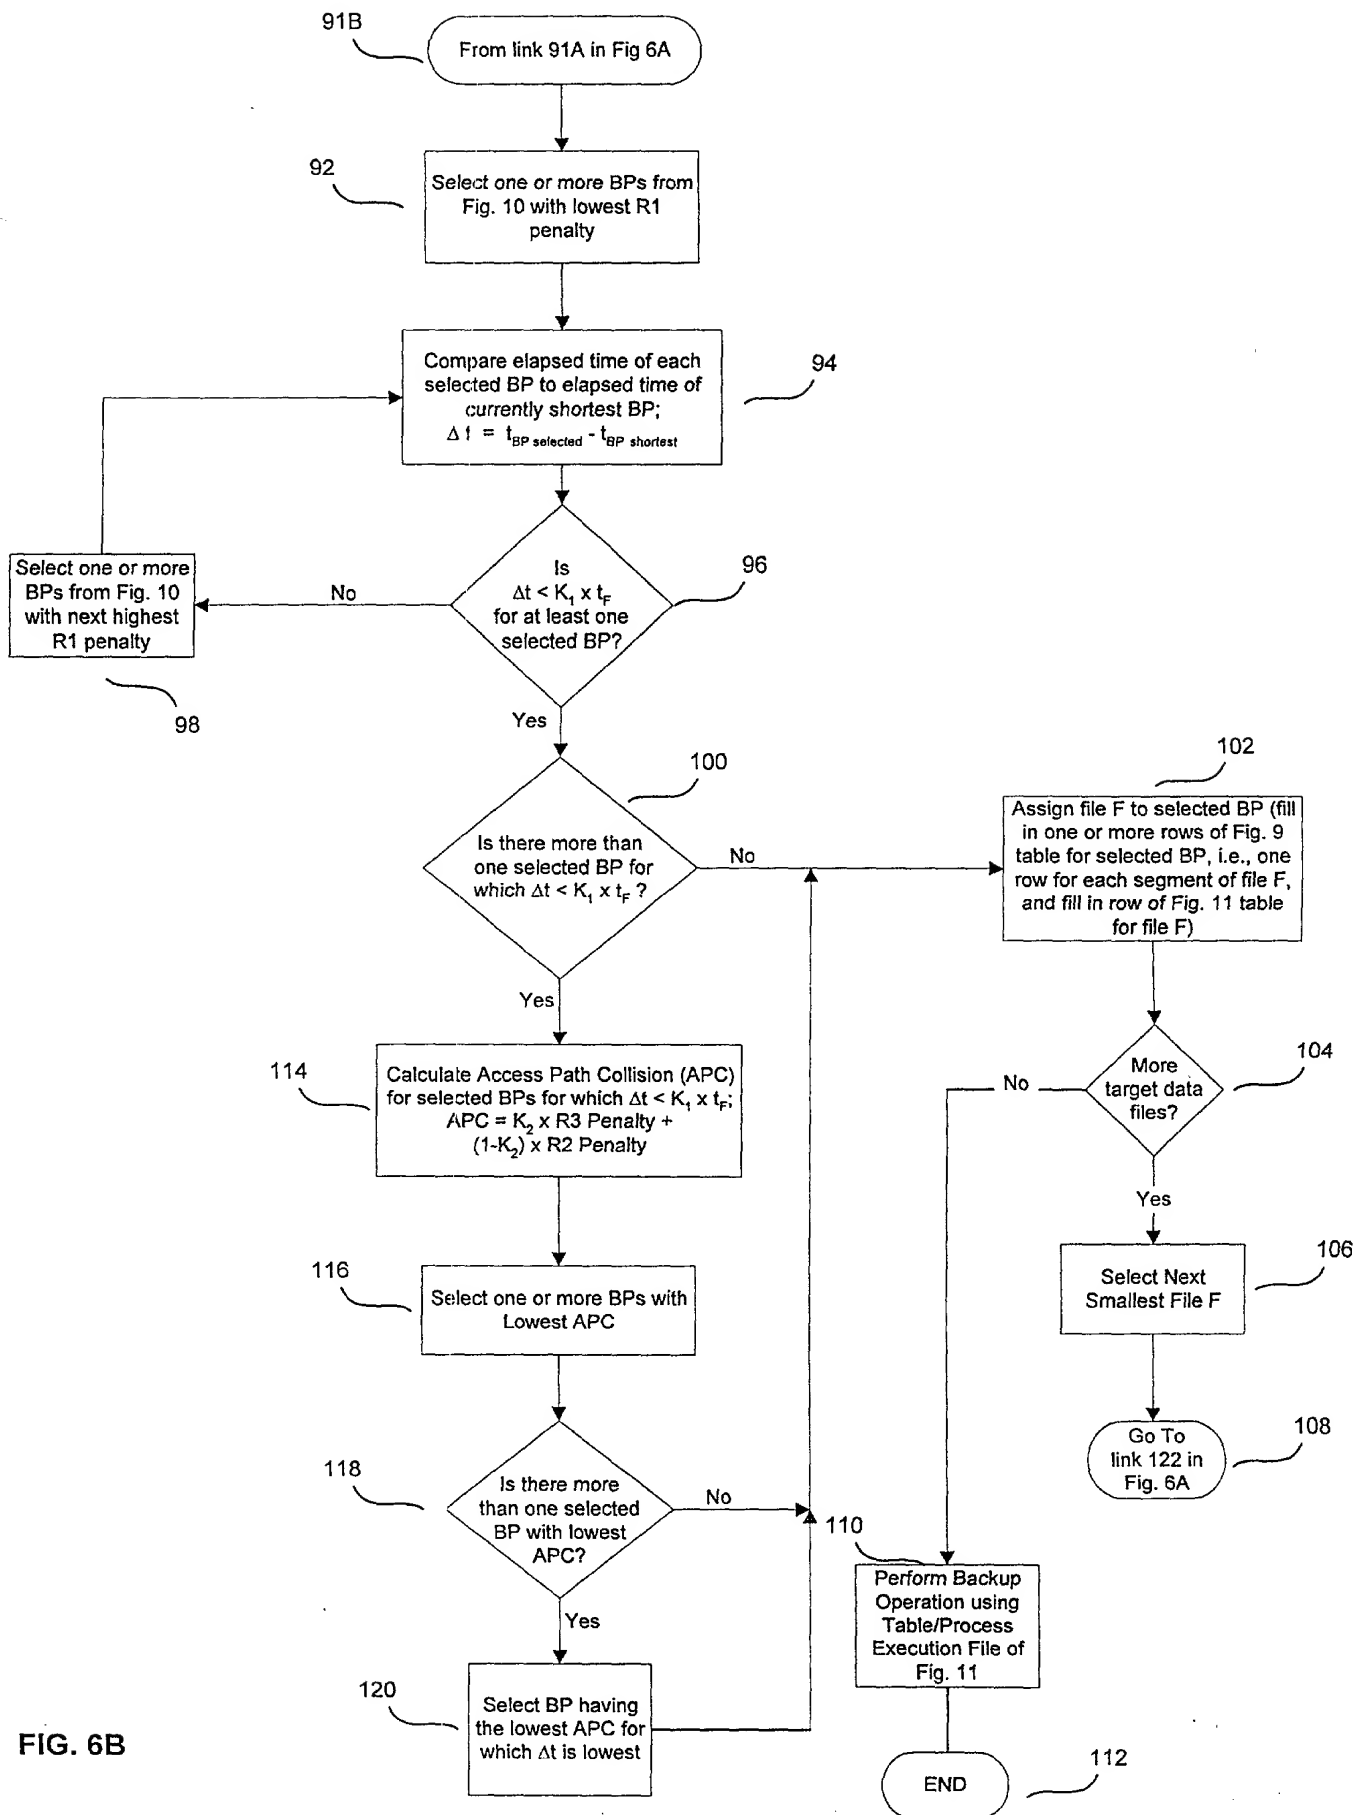 91B
From link 91A in Fig 6A
92
Select one or more BPs from
Fig. 10 with lowest R1
penalty
Compare elapsed time of each
selected BP to elapsed time of
currently shortest BP;
Δ t = t_BP selected - t_BP shortest
94
Is
Δt < K₁ x t_F
for at least one
selected BP?
96
No
Select one or more
BPs from Fig. 10
with next highest
R1 penalty
98
Yes
100
Is there more than
one selected BP for
which Δt < K₁ x t_F ?
No
102
Assign file F to selected BP (fill
in one or more rows of Fig. 9
table for selected BP, i.e., one
row for each segment of file F,
and fill in row of Fig. 11 table
for file F)
Yes
104
More
target data
files?
No
Yes
114
Calculate Access Path Collision (APC)
for selected BPs for which Δt < K₁ x t_F;
APC = K₂ x R3 Penalty +
(1-K₂) x R2 Penalty
106
Select Next
Smallest File F
116
Select one or more BPs with
Lowest APC
108
Go To
link 122 in
Fig. 6A
118
Is there more
than one selected
BP with lowest
APC?
No
Yes
110
Perform Backup
Operation using
Table/Process
Execution File of
Fig. 11
120
Select BP having
the lowest APC for
which Δt is lowest
112
END
FIG. 6B